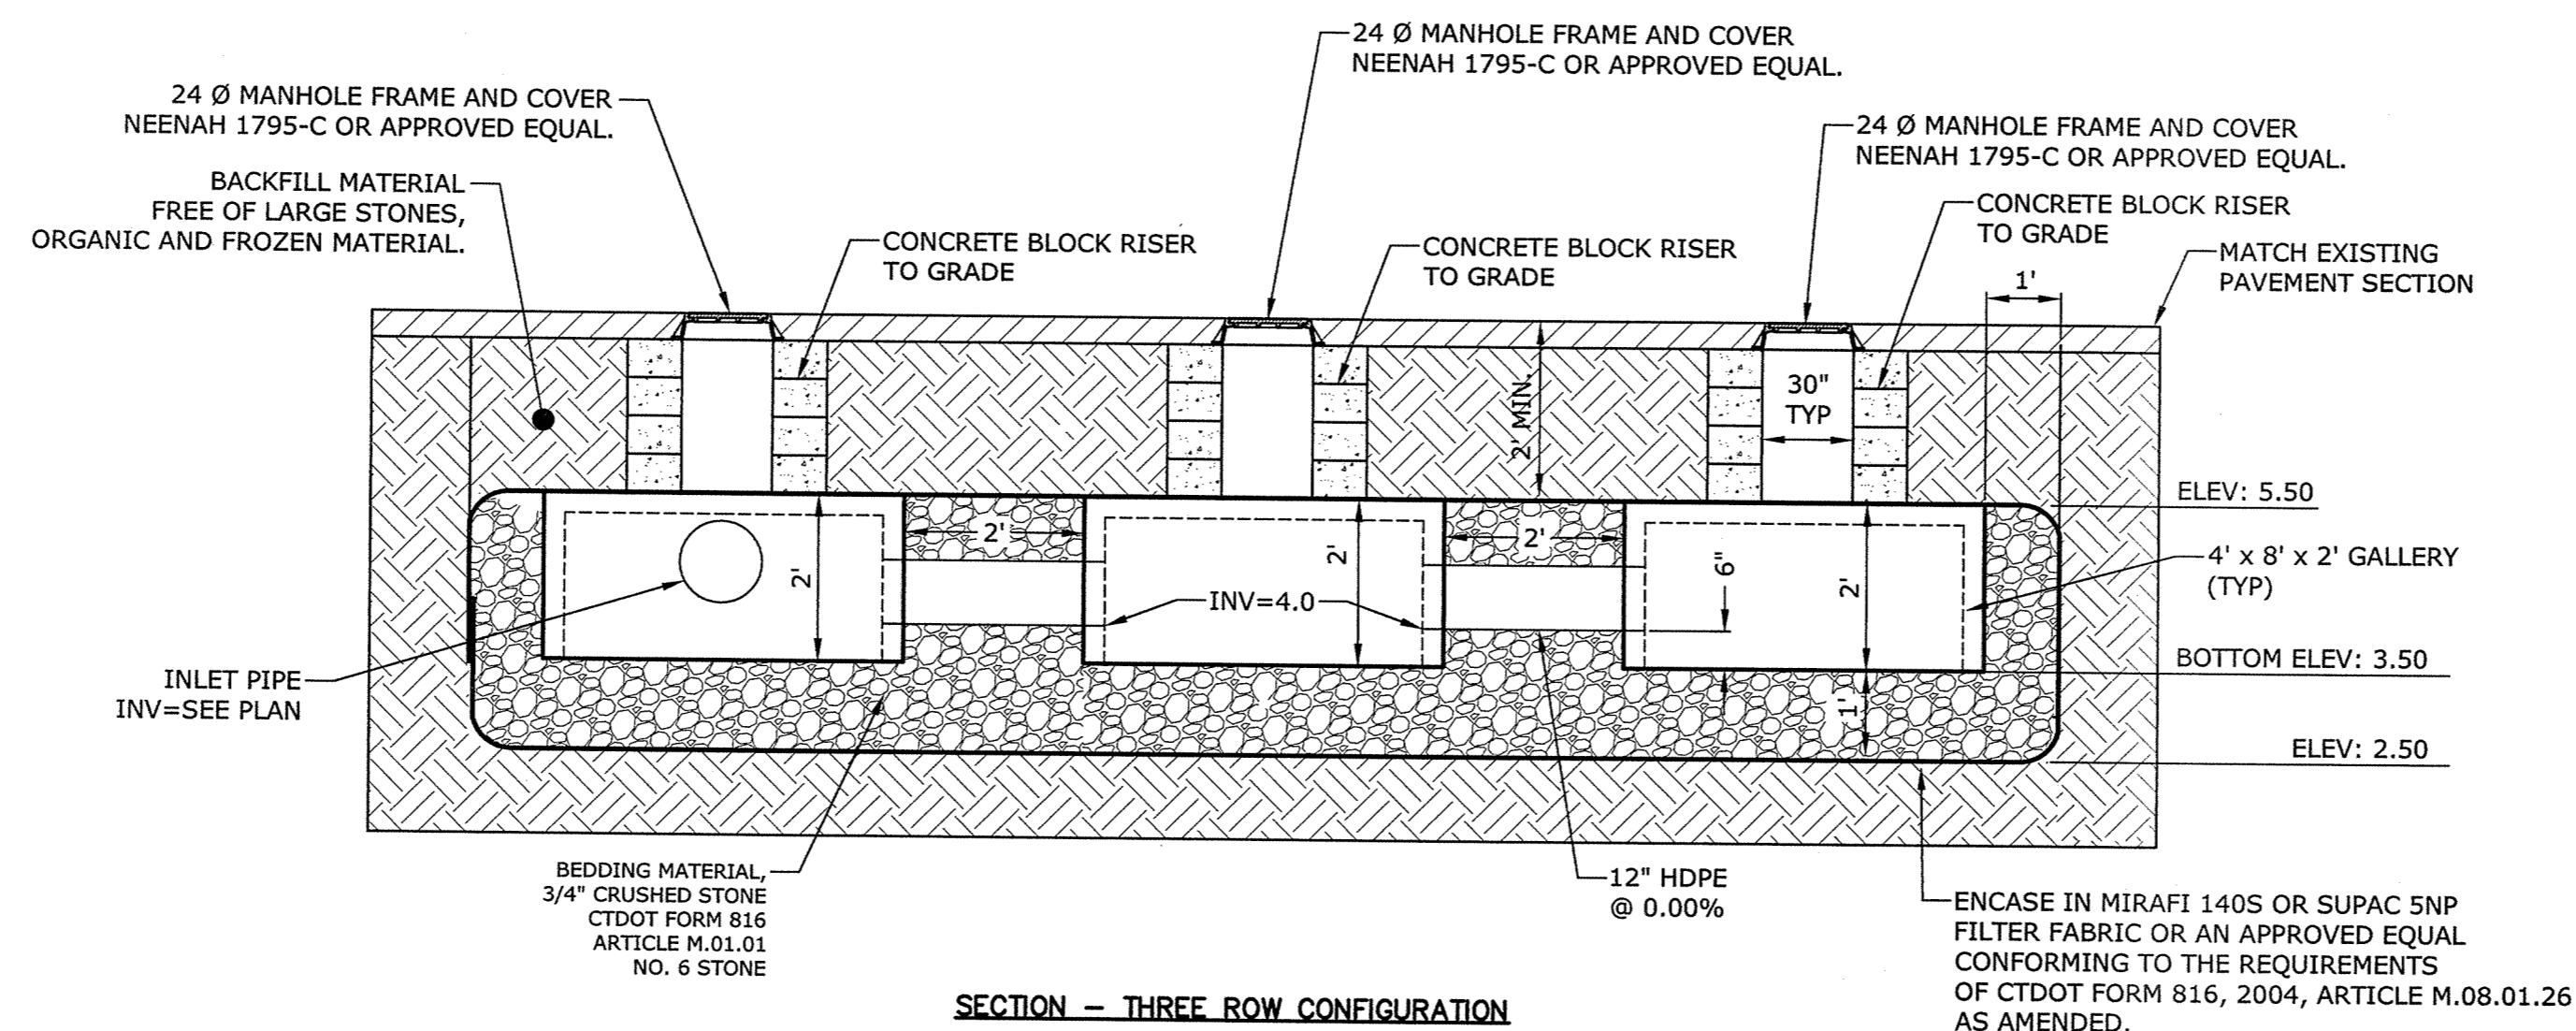 24 Ø MANHOLE FRAME AND COVER
NEENAH 1795-C OR APPROVED EQUAL.
24 Ø MANHOLE FRAME AND COVER
NEENAH 1795-C OR APPROVED EQUAL.
24 Ø MANHOLE FRAME AND COVER
NEENAH 1795-C OR APPROVED EQUAL.
BACKFILL MATERIAL
FREE OF LARGE STONES,
ORGANIC AND FROZEN MATERIAL.
CONCRETE BLOCK RISER
TO GRADE
CONCRETE BLOCK RISER
TO GRADE
CONCRETE BLOCK RISER
TO GRADE
MATCH EXISTING
PAVEMENT SECTION
1'
2' MIN.
30"
TYP
ELEV: 5.50
2'
2'
2'
2'
6"
2'
4' x 8' x 2' GALLERY
(TYP)
INV=4.0
BOTTOM ELEV: 3.50
INLET PIPE
INV=SEE PLAN
1'
ELEV: 2.50
BEDDING MATERIAL,
3/4" CRUSHED STONE
CTDOT FORM 816
ARTICLE M.01.01
NO. 6 STONE
12" HDPE
@ 0.00%
ENCASE IN MIRAFI 140S OR SUPAC 5NP
FILTER FABRIC OR AN APPROVED EQUAL
CONFORMING TO THE REQUIREMENTS
OF CTDOT FORM 816, 2004, ARTICLE M.08.01.26
AS AMENDED.
SECTION – THREE ROW CONFIGURATION